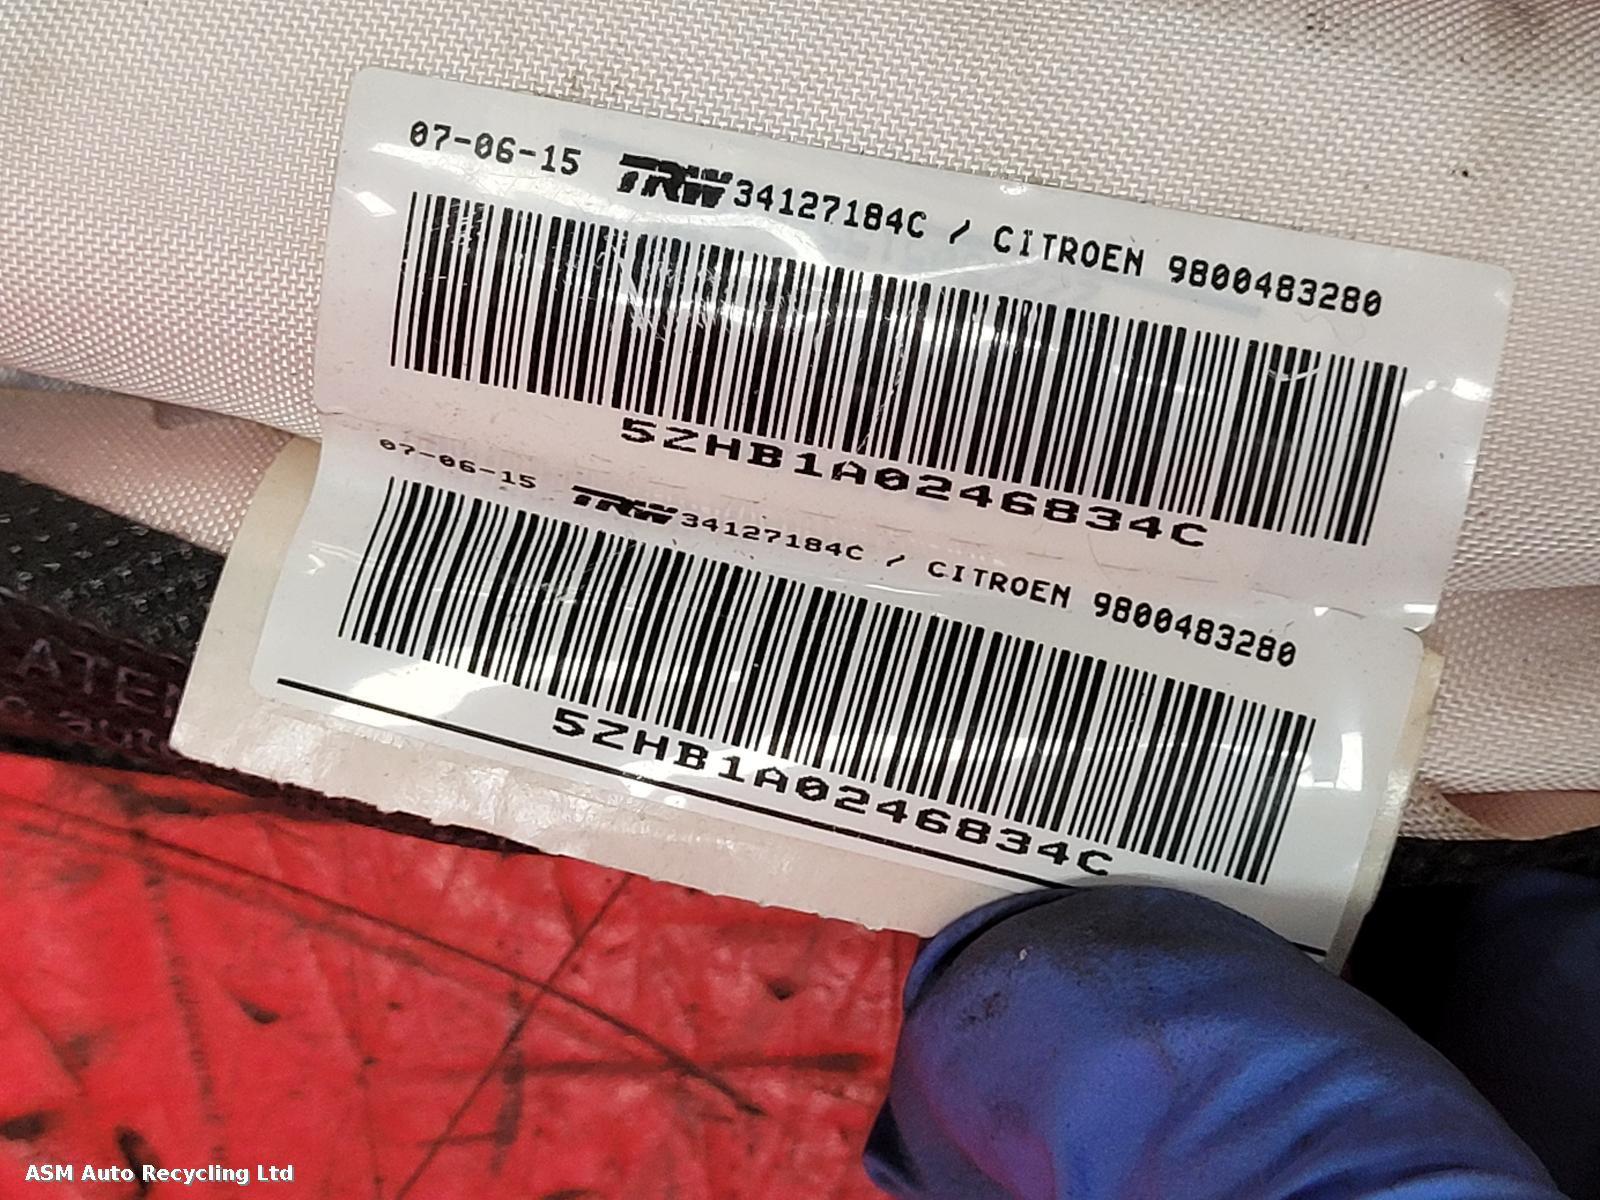 07-06-15 TRW 34127184C / CITROEN 9800483280
5ZHB1A0246834C
07-06-15 TRW 34127184C / CITROEN 9800483280
5ZHB1A0246834C
ASM Auto Recycling Ltd